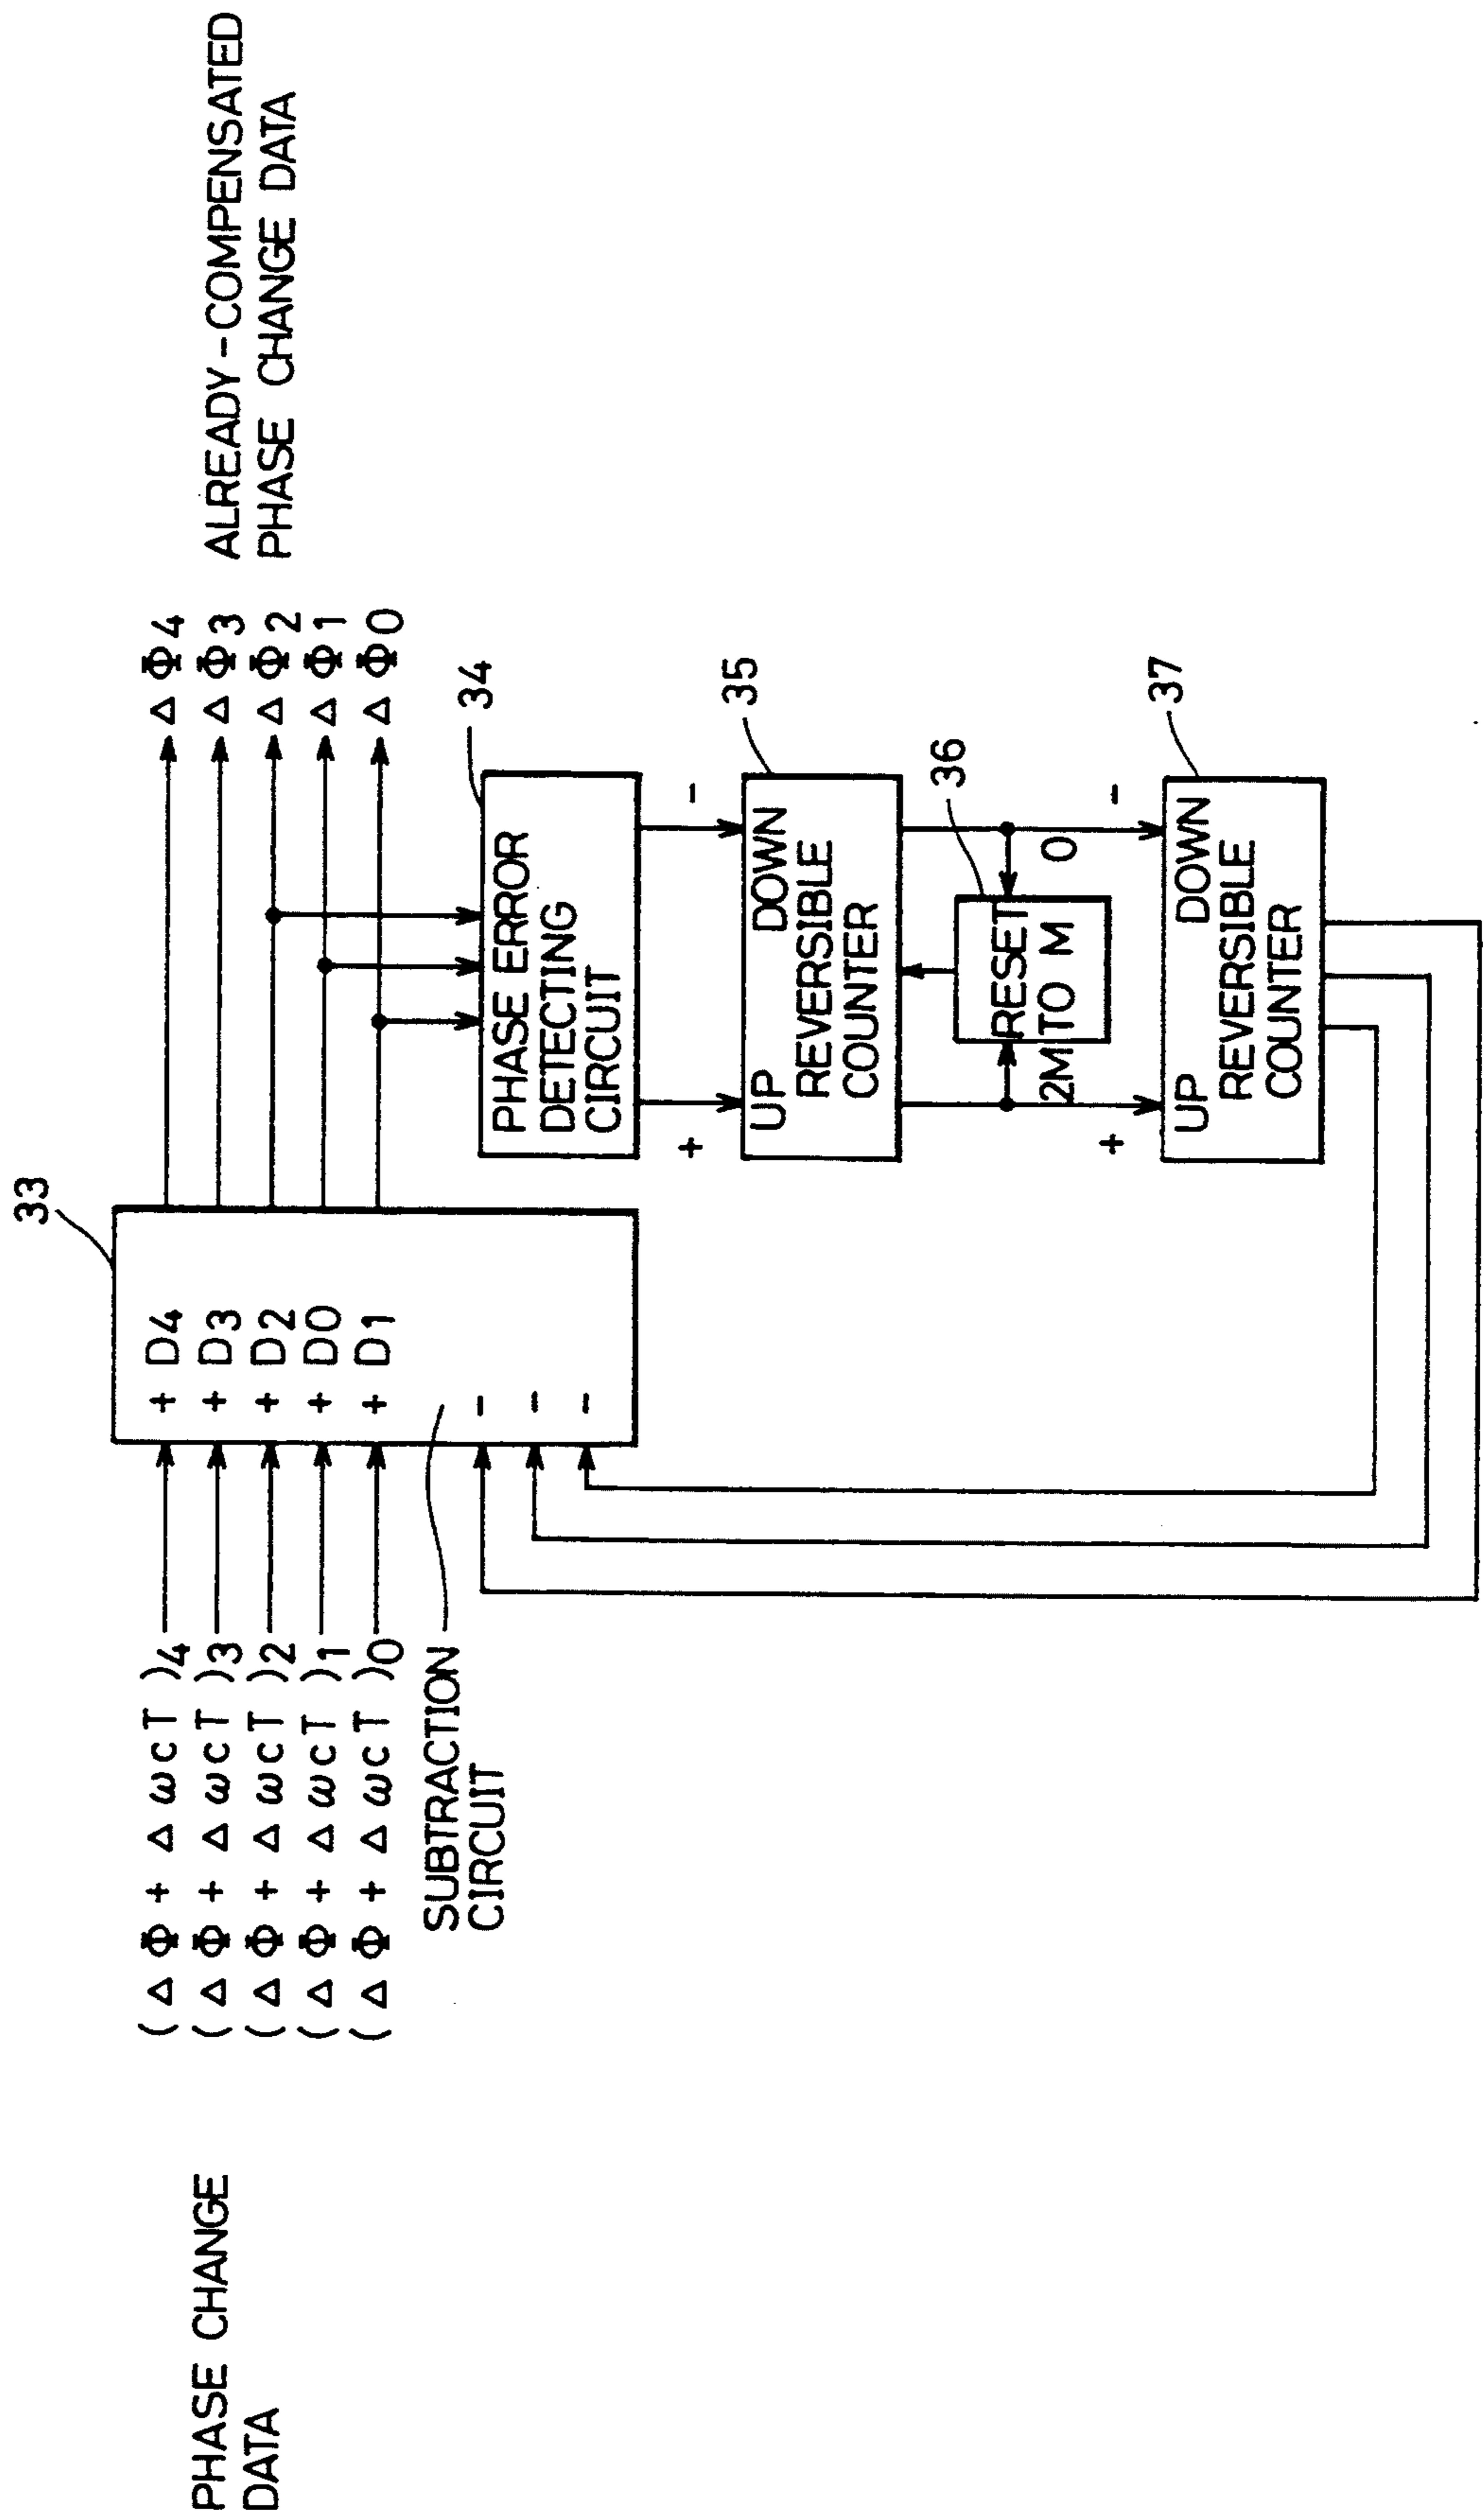 PHASE CHANGE
DATA
(ΔΦ+ΔωcT)4
(ΔΦ+ΔωcT)3
(ΔΦ+ΔωcT)2
(ΔΦ+ΔωcT)1
(ΔΦ+ΔωcT)0
SUBTRACTION
CIRCUIT
33
+ D4
+ D3
+ D2
+ D0
+ D1
-
-
-
ΔΦ4
ΔΦ3
ΔΦ2
ΔΦ1
ΔΦ0
ALREADY-COMPENSATED
PHASE CHANGE DATA
34
PHASE ERROR
DETECTING
CIRCUIT
+ -
35
UP DOWN
REVERSIBLE
COUNTER
36
RESET
2M TO M 0
+ -
37
UP DOWN
REVERSIBLE
COUNTER